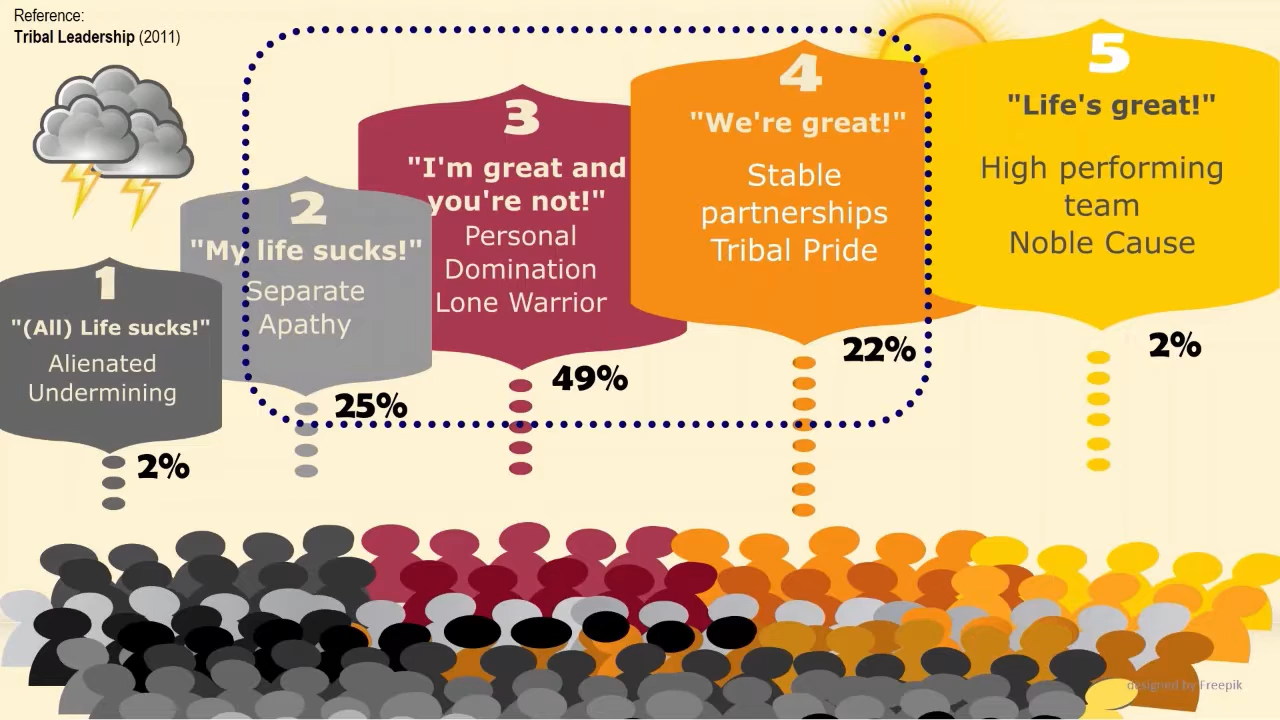 Reference:
Tribal Leadership (2011)
1
"(All) Life sucks!"
Alienated
Undermining
2%
2
"My life sucks!"
Separate
Apathy
25%
3
"I'm great and
you're not!"
Personal
Domination
Lone Warrior
49%
4
"We're great!"
Stable
partnerships
Tribal Pride
22%
5
"Life's great!"
High performing
team
Noble Cause
2%
designed by Freepik